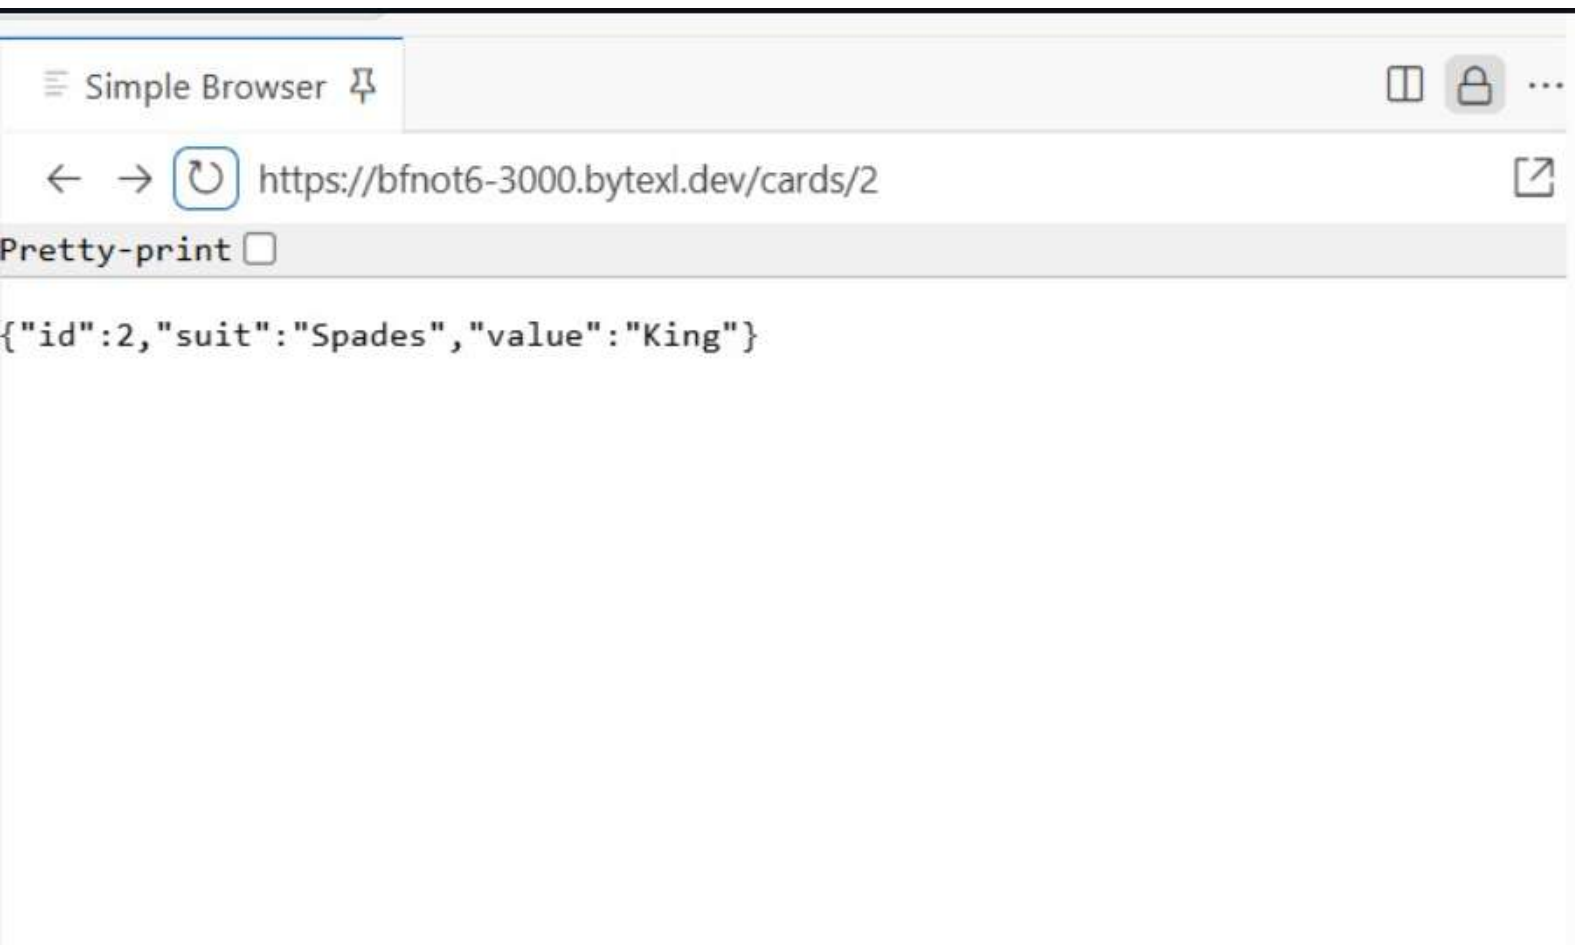 Simple Browser
https://bfnot6-3000.bytexl.dev/cards/2
Pretty-print
{"id":2,"suit":"Spades","value":"King"}